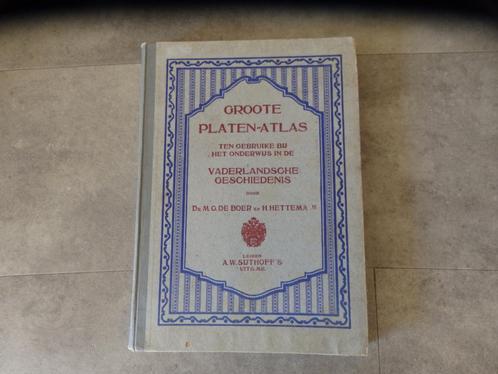 GROOTE
PLATEN-ATLAS
TEN GEBRUIKE BIJ
HET ONDERWIJS IN DE
VADERLANDSCHE
GESCHIEDENIS
DOOR
DR. M.G. DE BOER EN H. HETTEMA JR
LEIDEN
A.W. SIJTHOFF'S
UITG. MIJ.